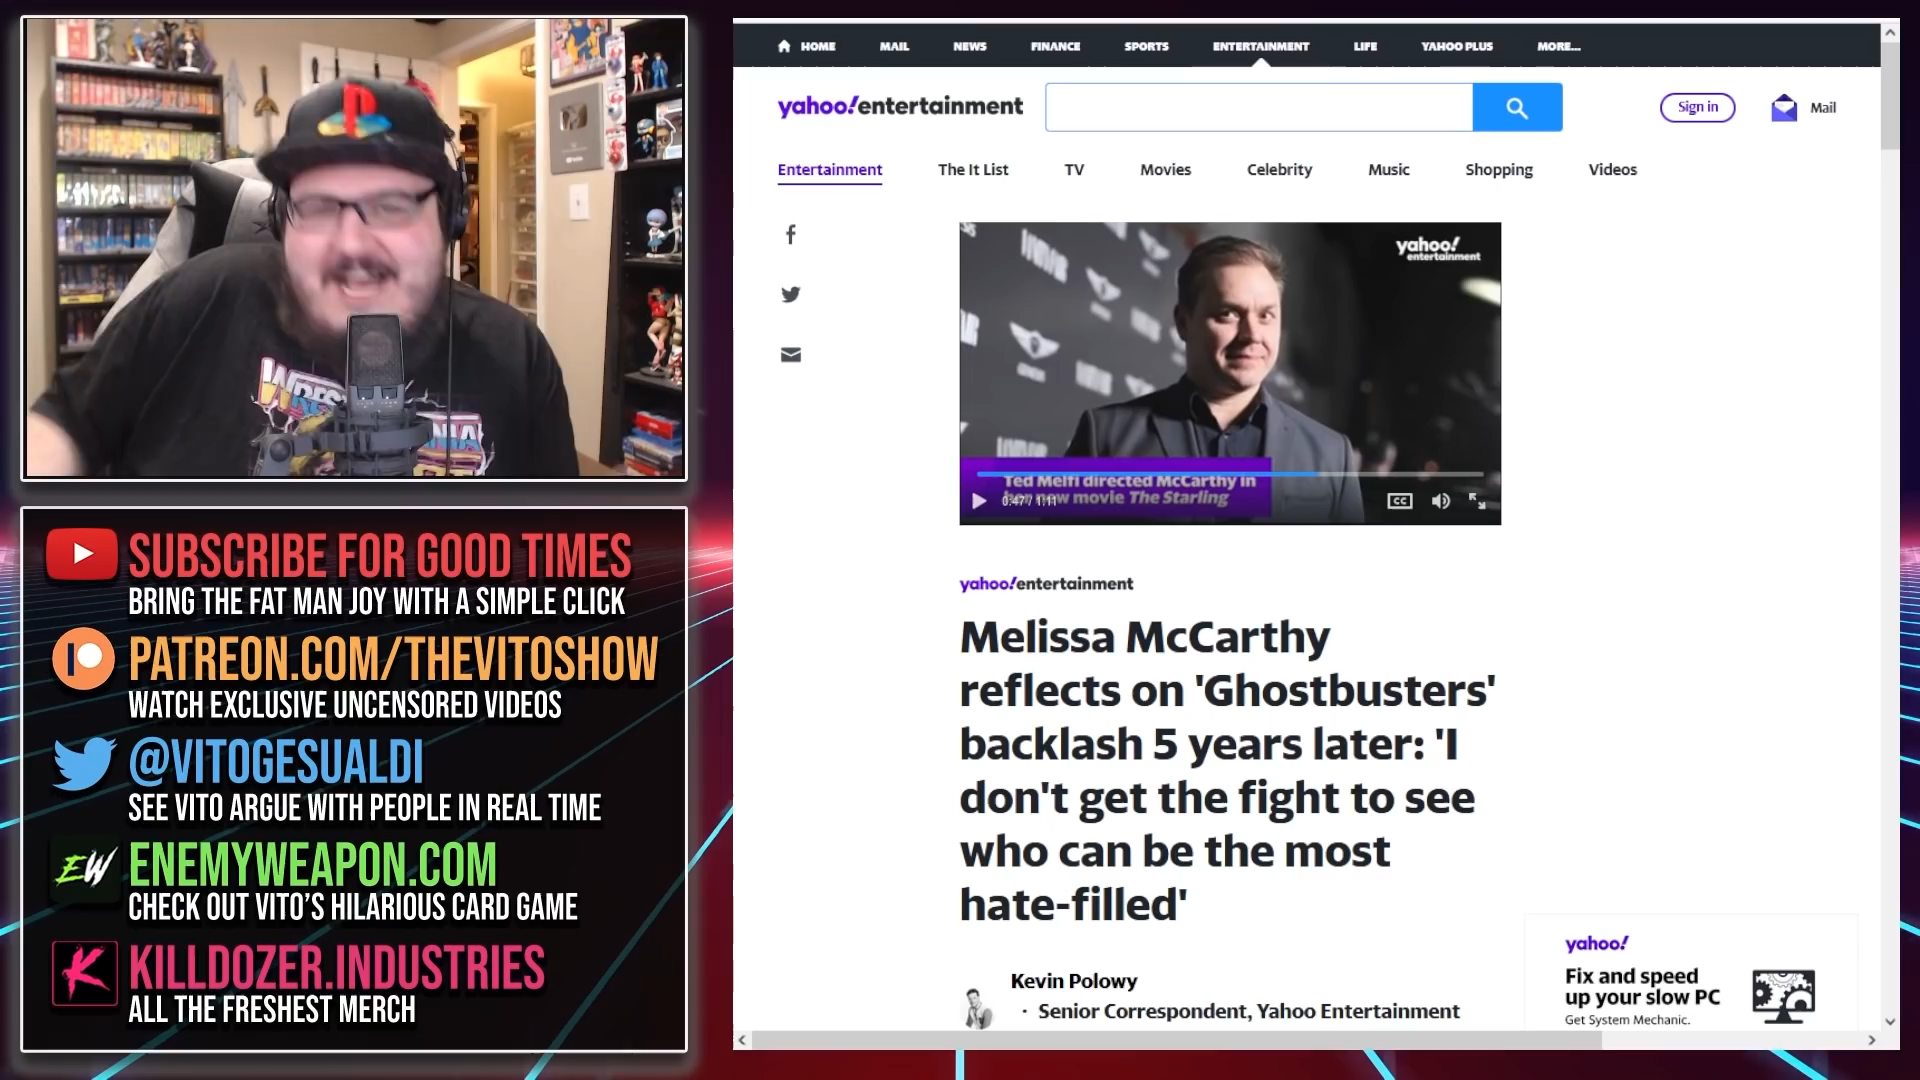 SUBSCRIBE FOR GOOD TIMES
BRING THE FAT MAN JOY WITH A SIMPLE CLICK
PATREON.COM/THEVITOSHOW
WATCH EXCLUSIVE UNCENSORED VIDEOS
@VITOGESUALDI
SEE VITO ARGUE WITH PEOPLE IN REAL TIME
EW
ENEMYWEAPON.COM
CHECK OUT VITO'S HILARIOUS CARD GAME
K
KILLDOZER.INDUSTRIES
ALL THE FRESHEST MERCH
HOME MAIL NEWS FINANCE SPORTS ENTERTAINMENT LIFE YAHOO PLUS MORE...
yahoo!entertainment
Sign in
Mail
Entertainment The It List TV Movies Celebrity Music Shopping Videos
yahoo!
entertainment
Ted Melfi directed McCarthy in
new movie The Starling
0:47 / 1:11
CC
yahoo!entertainment
Melissa McCarthy
reflects on 'Ghostbusters'
backlash 5 years later: 'I
don't get the fight to see
who can be the most
hate-filled'
Kevin Polowy
· Senior Correspondent, Yahoo Entertainment
yahoo!
Fix and speed
up your slow PC
Get System Mechanic.